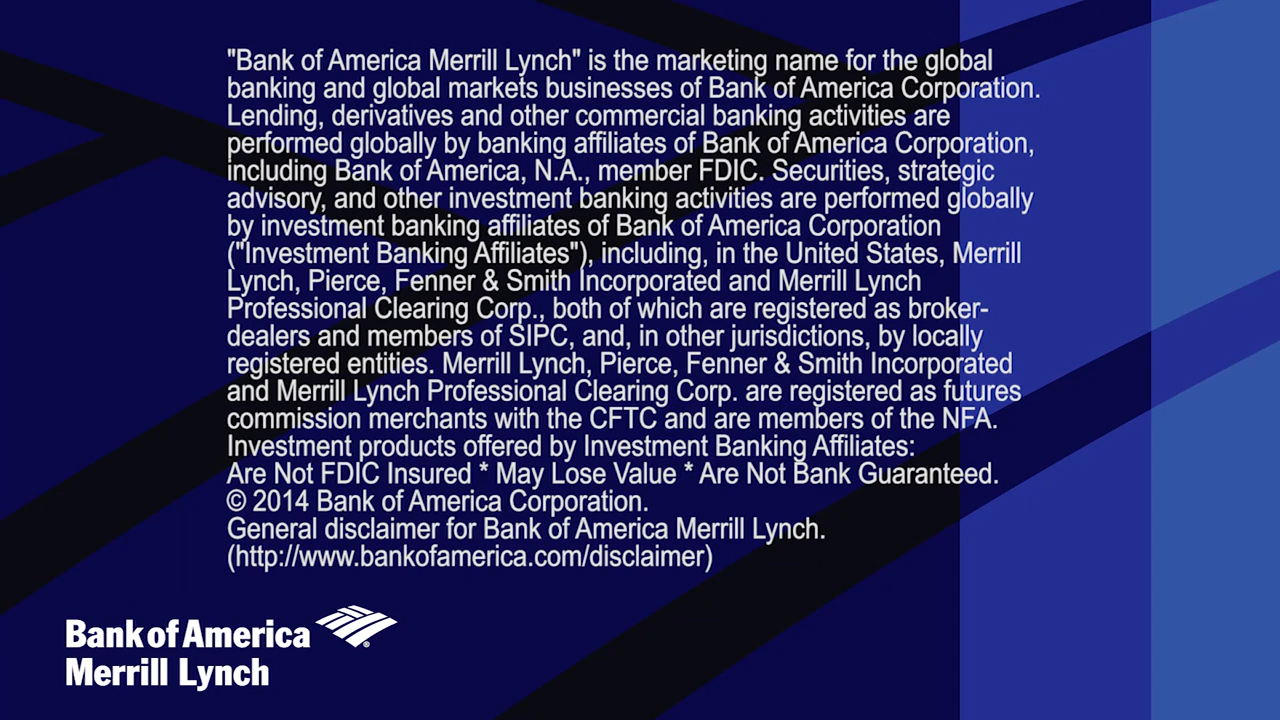 "Bank of America Merrill Lynch" is the marketing name for the global
banking and global markets businesses of Bank of America Corporation.
Lending, derivatives and other commercial banking activities are
performed globally by banking affiliates of Bank of America Corporation,
including Bank of America, N.A., member FDIC. Securities, strategic
advisory, and other investment banking activities are performed globally
by investment banking affiliates of Bank of America Corporation
("Investment Banking Affiliates"), including, in the United States, Merrill
Lynch, Pierce, Fenner & Smith Incorporated and Merrill Lynch
Professional Clearing Corp., both of which are registered as broker-
dealers and members of SIPC, and, in other jurisdictions, by locally
registered entities. Merrill Lynch, Pierce, Fenner & Smith Incorporated
and Merrill Lynch Professional Clearing Corp. are registered as futures
commission merchants with the CFTC and are members of the NFA.
Investment products offered by Investment Banking Affiliates:
Are Not FDIC Insured * May Lose Value * Are Not Bank Guaranteed.
© 2014 Bank of America Corporation.
General disclaimer for Bank of America Merrill Lynch.
(http://www.bankofamerica.com/disclaimer)
Bank of America
Merrill Lynch